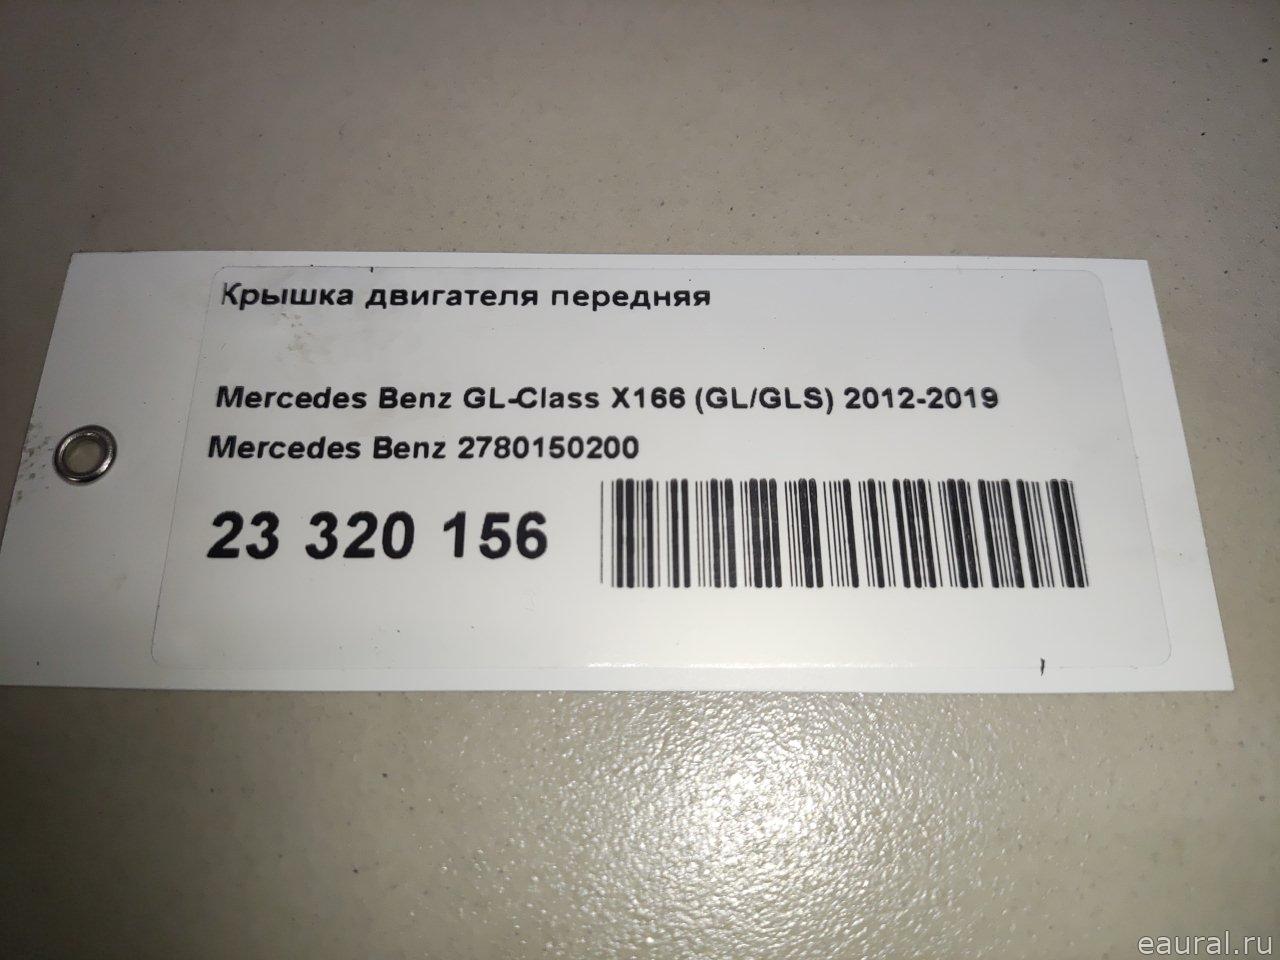 Крышка двигателя передняя
Mercedes Benz GL-Class X166 (GL/GLS) 2012-2019
Mercedes Benz 2780150200
23 320 156
eaural.ru